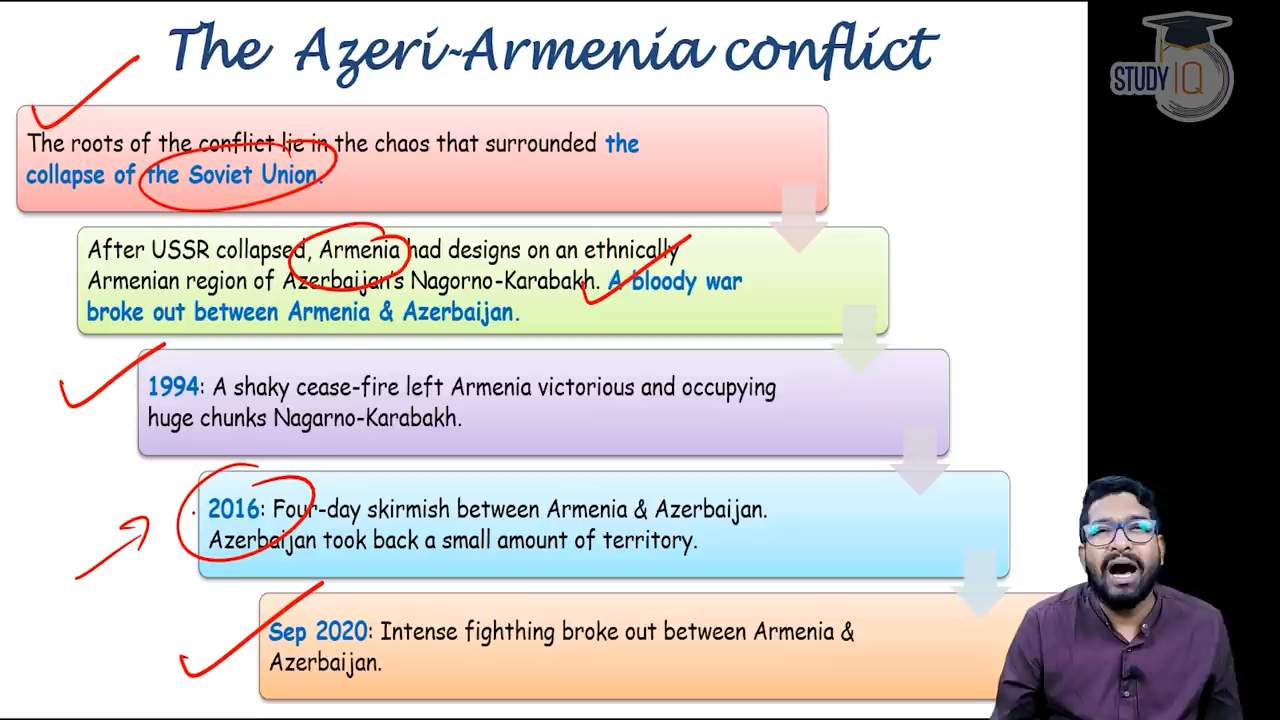 The Azeri-Armenia conflict
STUDY IQ
The roots of the conflict lie in the chaos that surrounded the
collapse of the Soviet Union.
After USSR collapsed, Armenia had designs on an ethnically
Armenian region of Azerbaijan's Nagorno-Karabakh. A bloody war
broke out between Armenia & Azerbaijan.
1994: A shaky cease-fire left Armenia victorious and occupying
huge chunks Nagarno-Karabakh.
2016: Four-day skirmish between Armenia & Azerbaijan.
Azerbaijan took back a small amount of territory.
Sep 2020: Intense fighthing broke out between Armenia &
Azerbaijan.